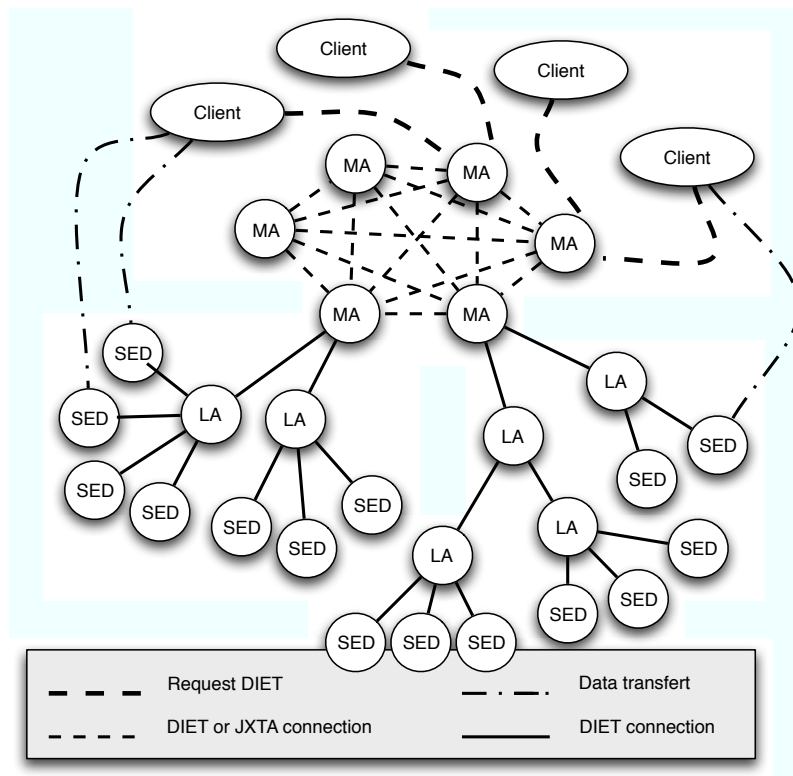 Client
Client
Client
Client
MA
MA
MA
MA
MA
MA
SED
LA
LA
LA
SED
LA
SED
SED
SED
SED
SED
SED
SED
LA
LA
SED
SED
SED
SED
SED
SED
SED
Request DIET
Data transfert
DIET or JXTA connection
DIET connection